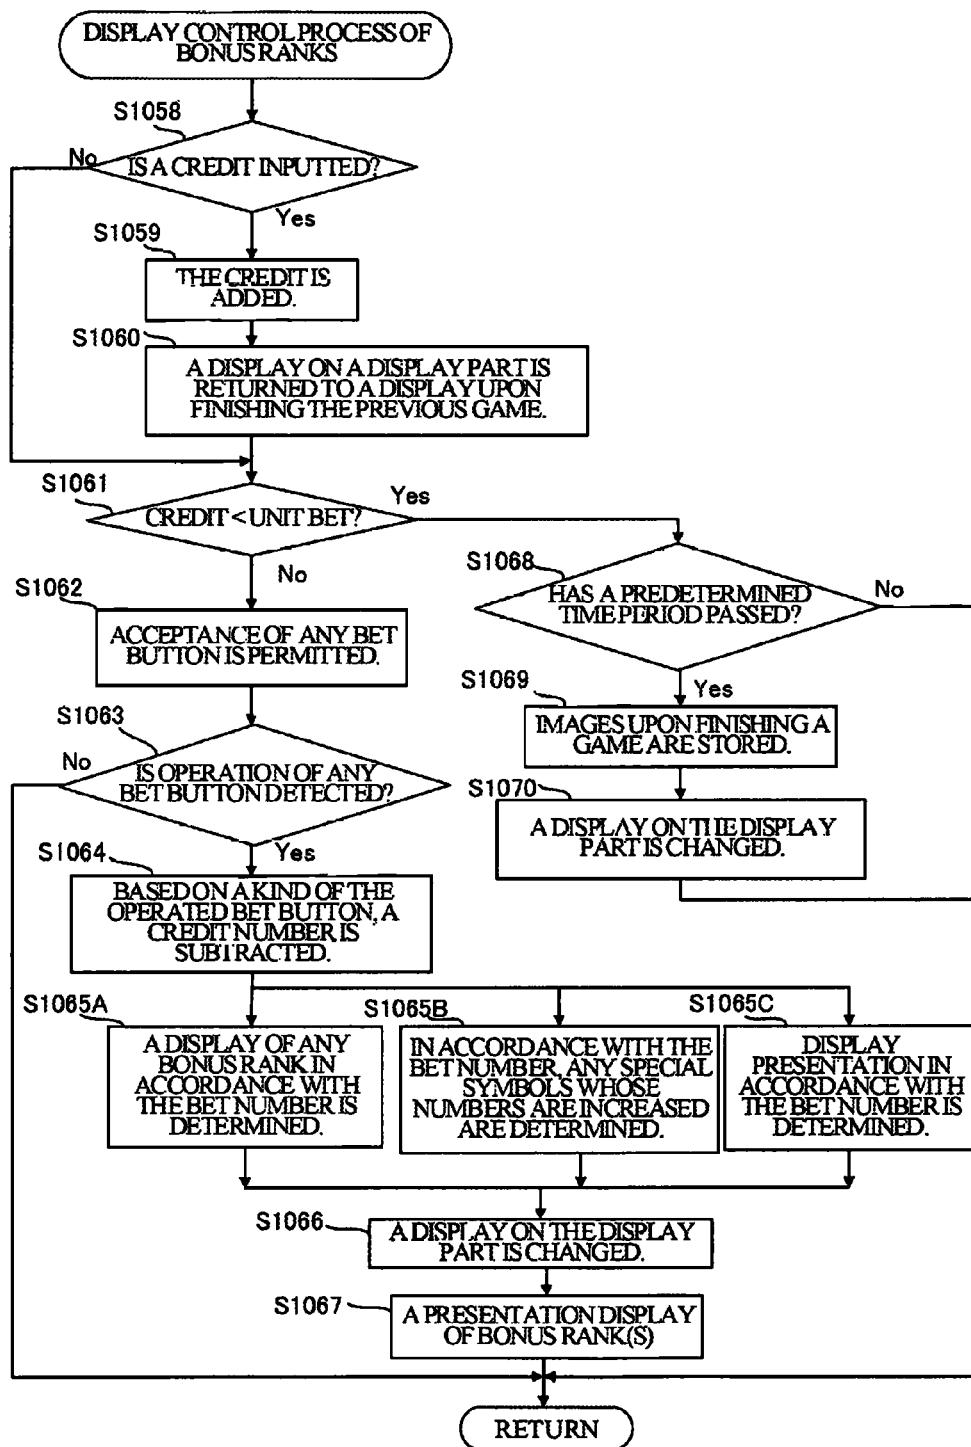 DISPLAY CONTROL PROCESS OF
BONUS RANKS
S1058
No
IS A CREDIT INPUTTED?
Yes
S1059
THE CREDIT IS
ADDED.
S1060
A DISPLAY ON A DISPLAY PART IS
RETURNED TO A DISPLAY UPON
FINISHING THE PREVIOUS GAME.
S1061
CREDIT < UNIT BET?
Yes
No
S1062
ACCEPTANCE OF ANY BET
BUTTON IS PERMITTED.
S1068
HAS A PREDETERMINED
TIME PERIOD PASSED?
No
Yes
S1063
No
IS OPERATION OF ANY
BET BUTTON DETECTED?
Yes
S1069
IMAGES UPON FINISHING A
GAME ARE STORED.
S1070
A DISPLAY ON THE DISPLAY
PART IS CHANGED.
S1064
BASED ON A KIND OF THE
OPERATED BET BUTTON, A
CREDIT NUMBER IS
SUBTRACTED.
S1065A
A DISPLAY OF ANY
BONUS RANK IN
ACCORDANCE WITH
THE BET NUMBER IS
DETERMINED.
S1065B
IN ACCORDANCE WITH THE
BET NUMBER, ANY SPECIAL
SYMBOLS WHOSE
NUMBERS ARE INCREASED
ARE DETERMINED.
S1065C
DISPLAY
PRESENTATION IN
ACCORDANCE WITH
THE BET NUMBER IS
DETERMINED.
S1066
A DISPLAY ON THE DISPLAY
PART IS CHANGED.
S1067
A PRESENTATION DISPLAY
OF BONUS RANK(S)
RETURN